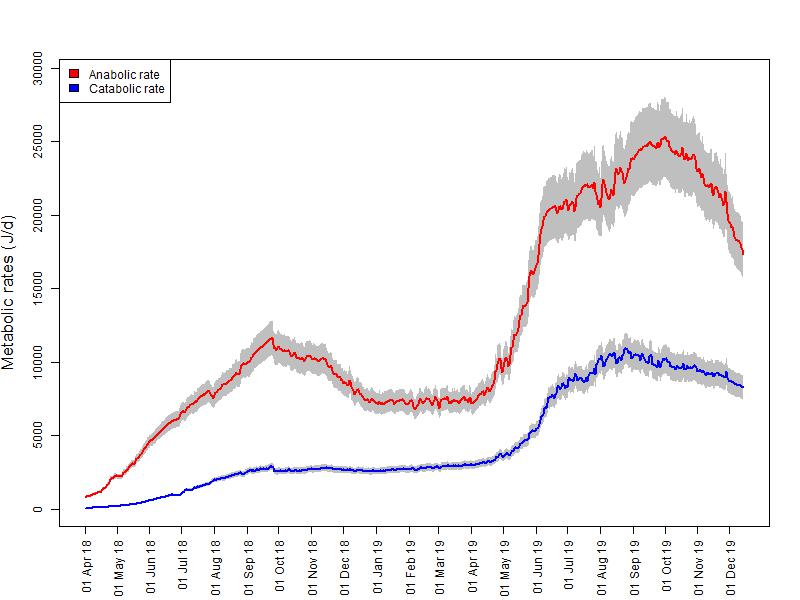 Anabolic rate
Catabolic rate
Metabolic rates (J/d)
30000
25000
20000
15000
10000
5000
0
01 Apr 18
01 May 18
01 Jun 18
01 Jul 18
01 Aug 18
01 Sep 18
01 Oct 18
01 Nov 18
01 Dec 18
01 Jan 19
01 Feb 19
01 Mar 19
01 Apr 19
01 May 19
01 Jun 19
01 Jul 19
01 Aug 19
01 Sep 19
01 Oct 19
01 Nov 19
01 Dec 19